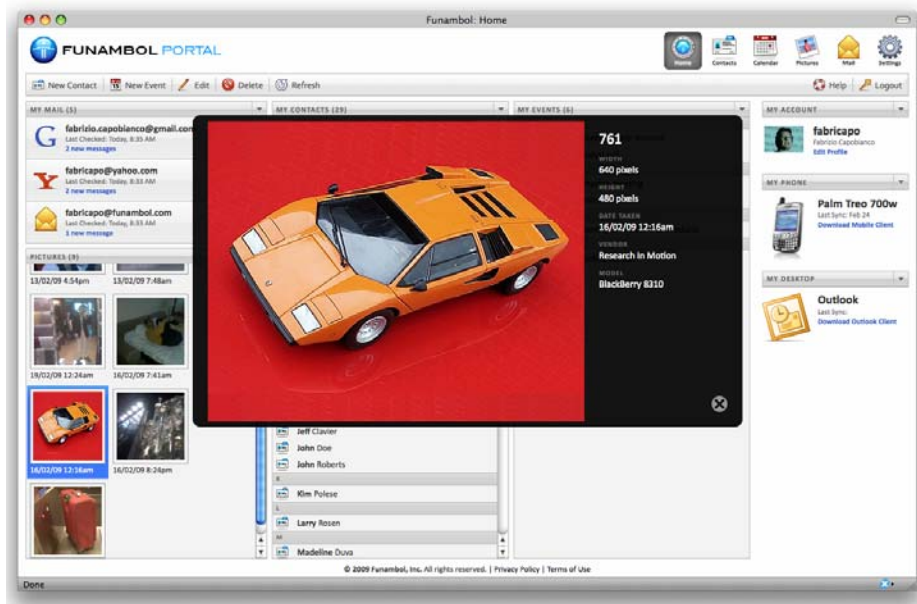 Funambol: Home
FUNAMBOL PORTAL
Home Contacts Calendar Pictures Mail Settings
New Contact New Event Edit Delete Refresh Help Logout
MY MAIL (5)
fabrizio.capobianco@gmail.com
Last Checked: Today, 8:35 AM
2 new messages
fabricapo@yahoo.com
Last Checked: Today, 8:33 AM
2 new messages
fabricapo@funambol.com
Last Checked: Today, 8:33 AM
1 new message
PICTURES (9)
13/02/09 4:54pm 13/02/09 7:48am
19/02/09 12:24am 16/02/09 7:41am
16/02/09 12:16am 16/02/09 8:24pm
MY CONTACTS (29)
Jeff Clavier
John Doe
John Roberts
K
Kim Polese
L
Larry Rosen
M
Madeline Duva
MY EVENTS (6)
761
WIDTH
640 pixels
HEIGHT
480 pixels
DATE TAKEN
16/02/09 12:16am
VENDOR
Research in Motion
MODEL
BlackBerry 8310
MY ACCOUNT
fabricapo
Fabrizio Capobianco
Edit Profile
MY PHONE
Palm Treo 700w
Last Sync: Feb 24
Download Mobile Client
MY DESKTOP
Outlook
Last Sync:
Download Outlook Client
© 2009 Funambol, Inc. All rights reserved. | Privacy Policy | Terms of Use
Done